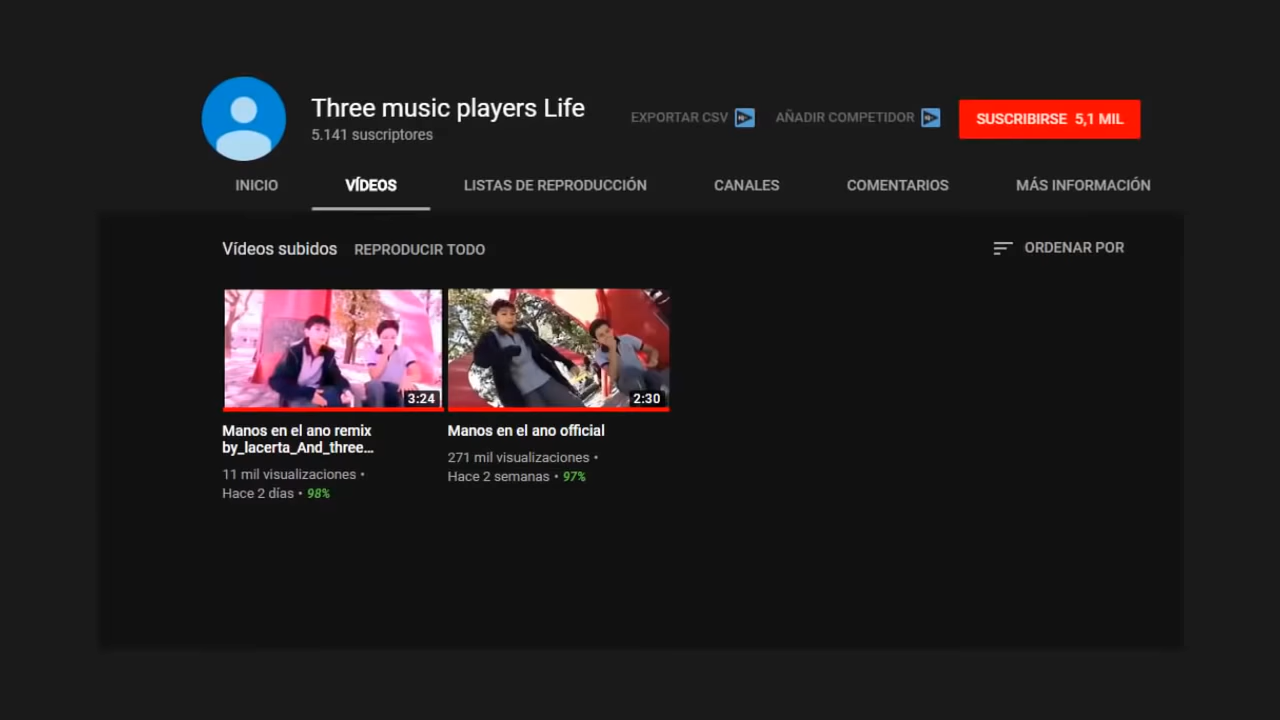 Three music players Life
5.141 suscriptores
EXPORTAR CSV
AÑADIR COMPETIDOR
SUSCRIBIRSE 5,1 MIL
INICIO
VÍDEOS
LISTAS DE REPRODUCCIÓN
CANALES
COMENTARIOS
MÁS INFORMACIÓN
Vídeos subidos
REPRODUCIR TODO
ORDENAR POR
3:24
Manos en el ano remix
by_lacerta_And_three...
11 mil visualizaciones •
Hace 2 días • 98%
2:30
Manos en el ano official
271 mil visualizaciones •
Hace 2 semanas • 97%